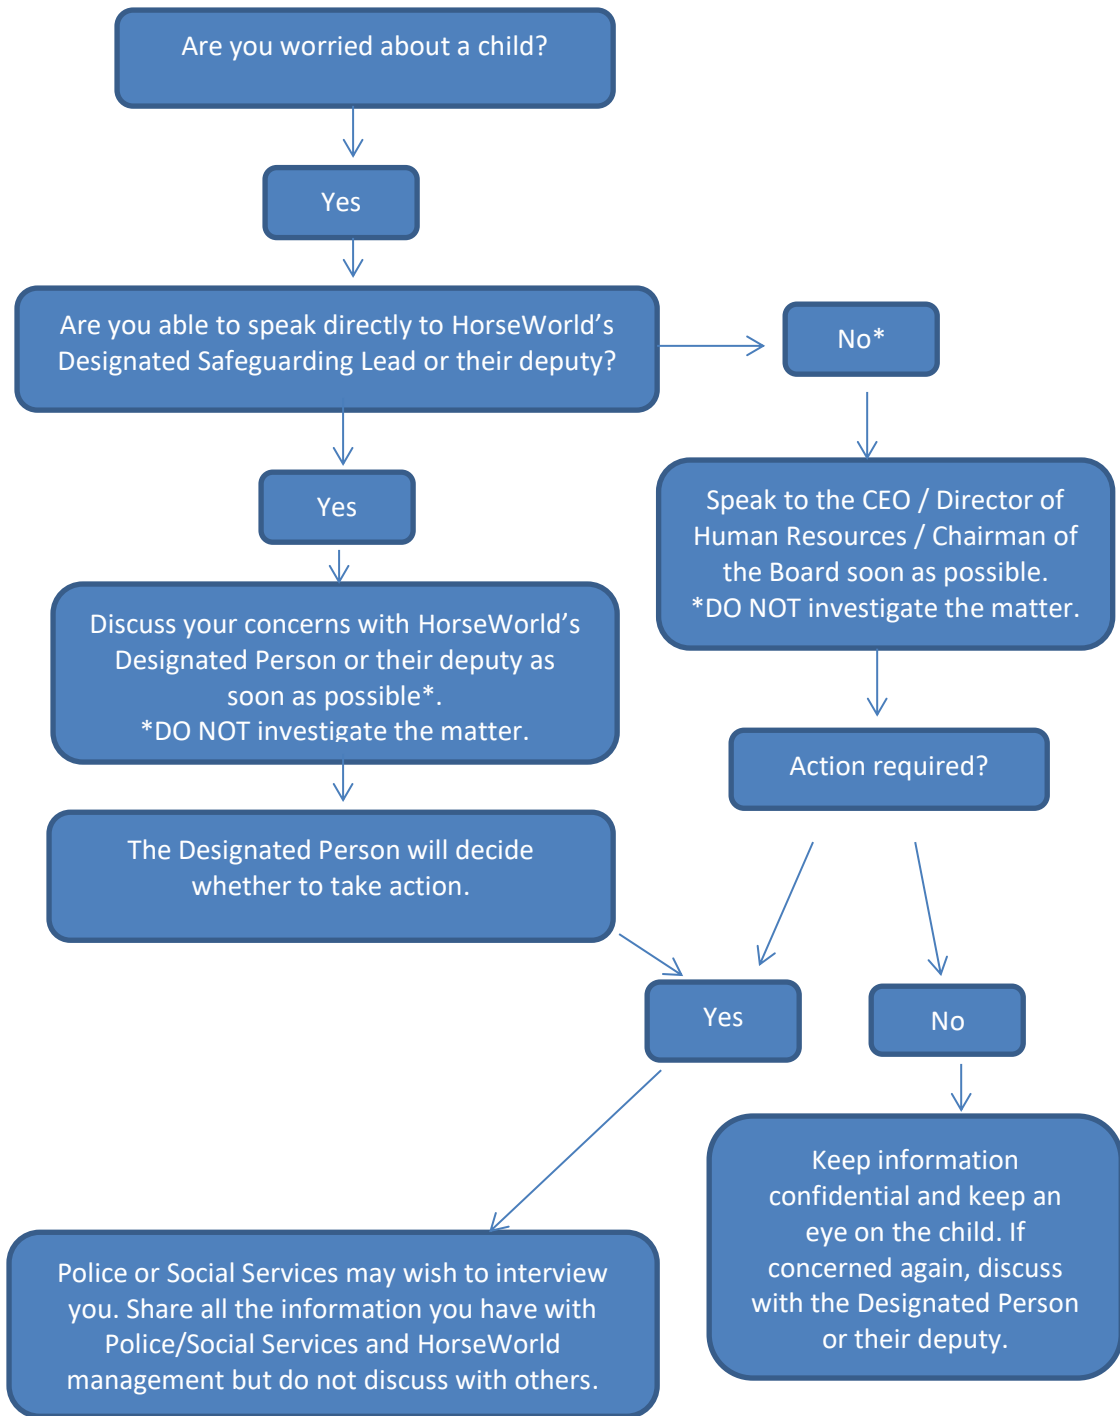 Are you worried about a child?
Yes
Are you able to speak directly to HorseWorld’s
Designated Safeguarding Lead or their deputy?
No*
Yes
Speak to the CEO / Director of
Human Resources / Chairman of
the Board soon as possible.
*DO NOT investigate the matter.
Discuss your concerns with HorseWorld’s
Designated Person or their deputy as
soon as possible*.
*DO NOT investigate the matter.
Action required?
The Designated Person will decide
whether to take action.
Yes
No
Keep information
confidential and keep an
eye on the child. If
concerned again, discuss
with the Designated Person
or their deputy.
Police or Social Services may wish to interview
you. Share all the information you have with
Police/Social Services and HorseWorld
management but do not discuss with others.